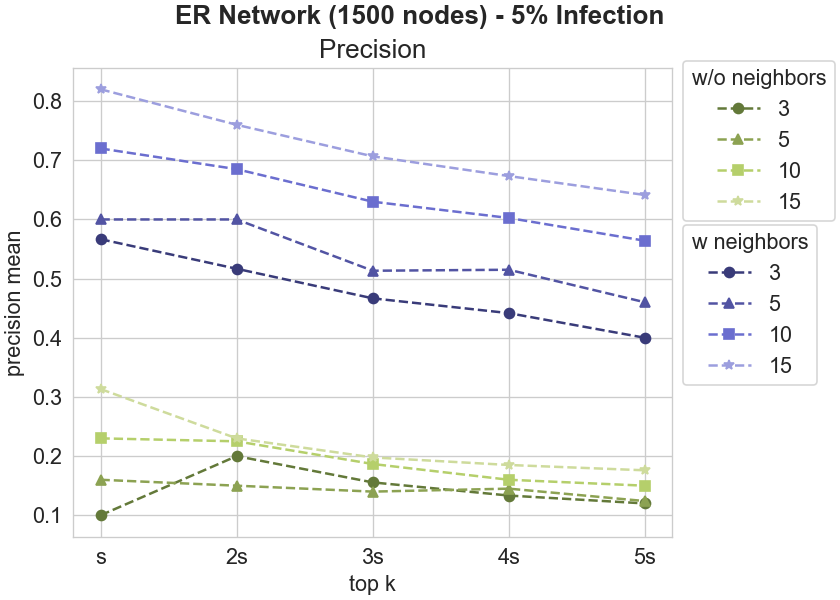 ER Network (1500 nodes) - 5% Infection
Precision
precision mean
0.8
0.7
0.6
0.5
0.4
0.3
0.2
0.1
s 2s 3s 4s 5s
top k
w/o neighbors
3
5
10
15
w neighbors
3
5
10
15